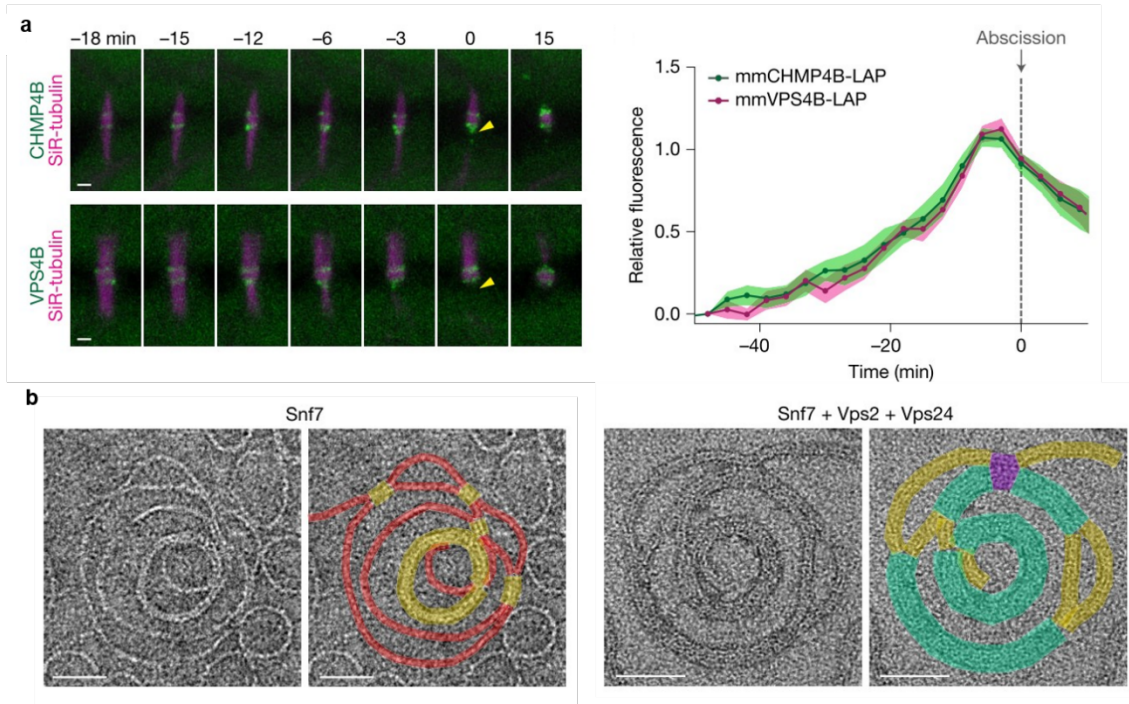 a
−18 min −15 −12 −6 −3 0 15
CHMP4B
SiR-tubulin
VPS4B
SiR-tubulin
Abscission
mmCHMP4B-LAP
mmVPS4B-LAP
Relative fluorescence
1.5
1.0
0.5
0.0
−40 −20 0
Time (min)
b
Snf7
Snf7 + Vps2 + Vps24